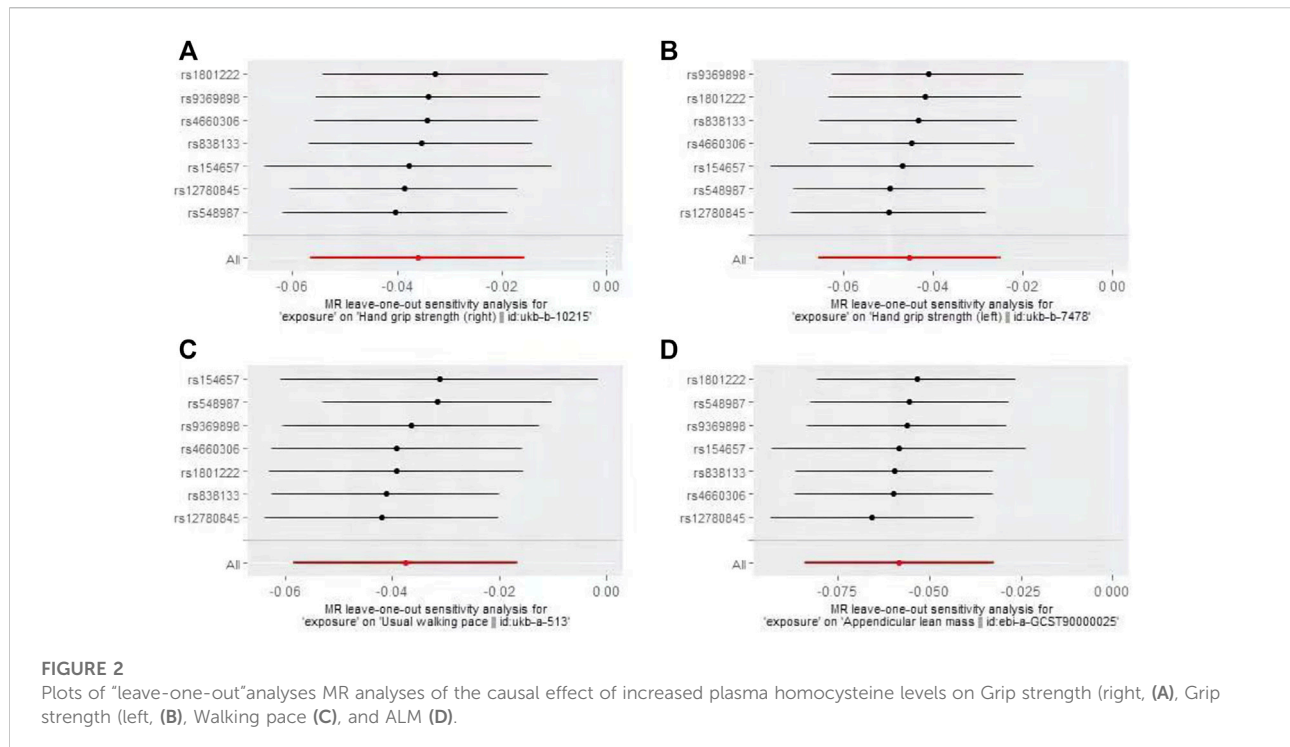 A
rs1801222
rs9369898
rs4660306
rs838133
rs154657
rs12780845
rs548987
All
-0.06 -0.04 -0.02 0.00
MR leave-one-out sensitivity analysis for
'exposure' on 'Hand grip strength (right) || id:ukb-b-10215'
B
rs9369898
rs1801222
rs838133
rs4660306
rs154657
rs548987
rs12780845
All
-0.06 -0.04 -0.02 0.00
MR leave-one-out sensitivity analysis for
'exposure' on 'Hand grip strength (left) || id:ukb-b-7478'
C
rs154657
rs548987
rs9369898
rs4660306
rs1801222
rs838133
rs12780845
All
-0.06 -0.04 -0.02 0.00
MR leave-one-out sensitivity analysis for
'exposure' on 'Usual walking pace || id:ukb-a-513'
D
rs1801222
rs548987
rs9369898
rs154657
rs838133
rs4660306
rs12780845
All
-0.075 -0.050 -0.025 0.000
MR leave-one-out sensitivity analysis for
'exposure' on 'Appendicular lean mass || id:ebi-a-GCST90000025'
FIGURE 2
Plots of "leave-one-out"analyses MR analyses of the causal effect of increased plasma homocysteine levels on Grip strength (right, (A), Grip
strength (left, (B), Walking pace (C), and ALM (D).